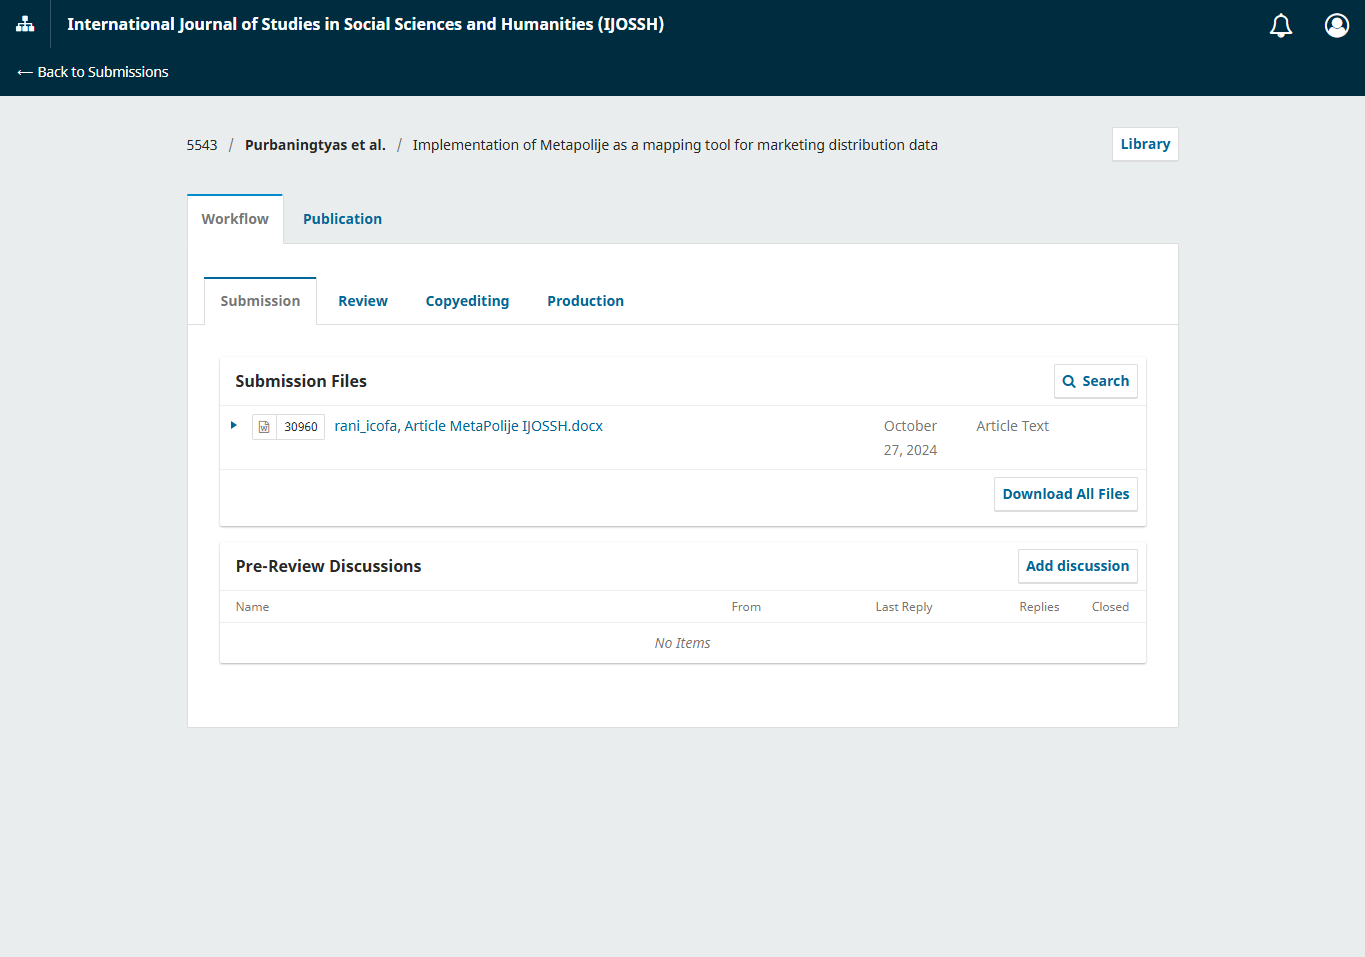 International Journal of Studies in Social Sciences and Humanities (IJOSSH)
← Back to Submissions
5543 / Purbaningtyas et al. / Implementation of Metapolije as a mapping tool for marketing distribution data
Library
Workflow Publication
Submission Review Copyediting Production
Submission Files Search
30960 rani_icofa, Article MetaPolije IJOSSH.docx October 27, 2024 Article Text
Download All Files
Pre-Review Discussions Add discussion
Name From Last Reply Replies Closed
No Items